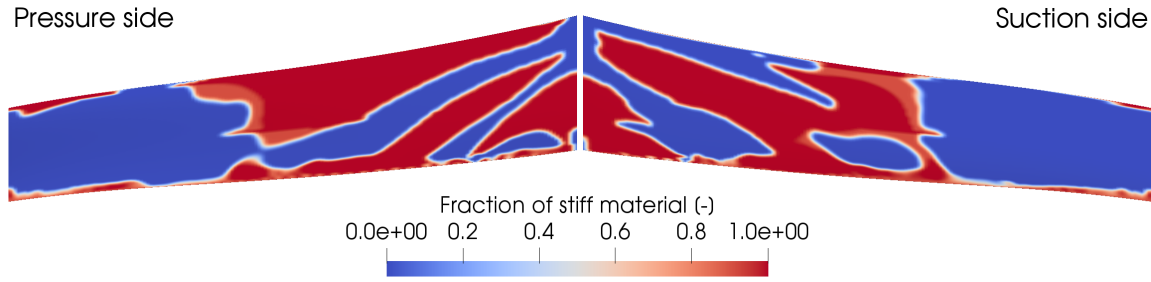 Pressure side
Suction side
Fraction of stiff material (-)
0.0e+00 0.2 0.4 0.6 0.8 1.0e+00